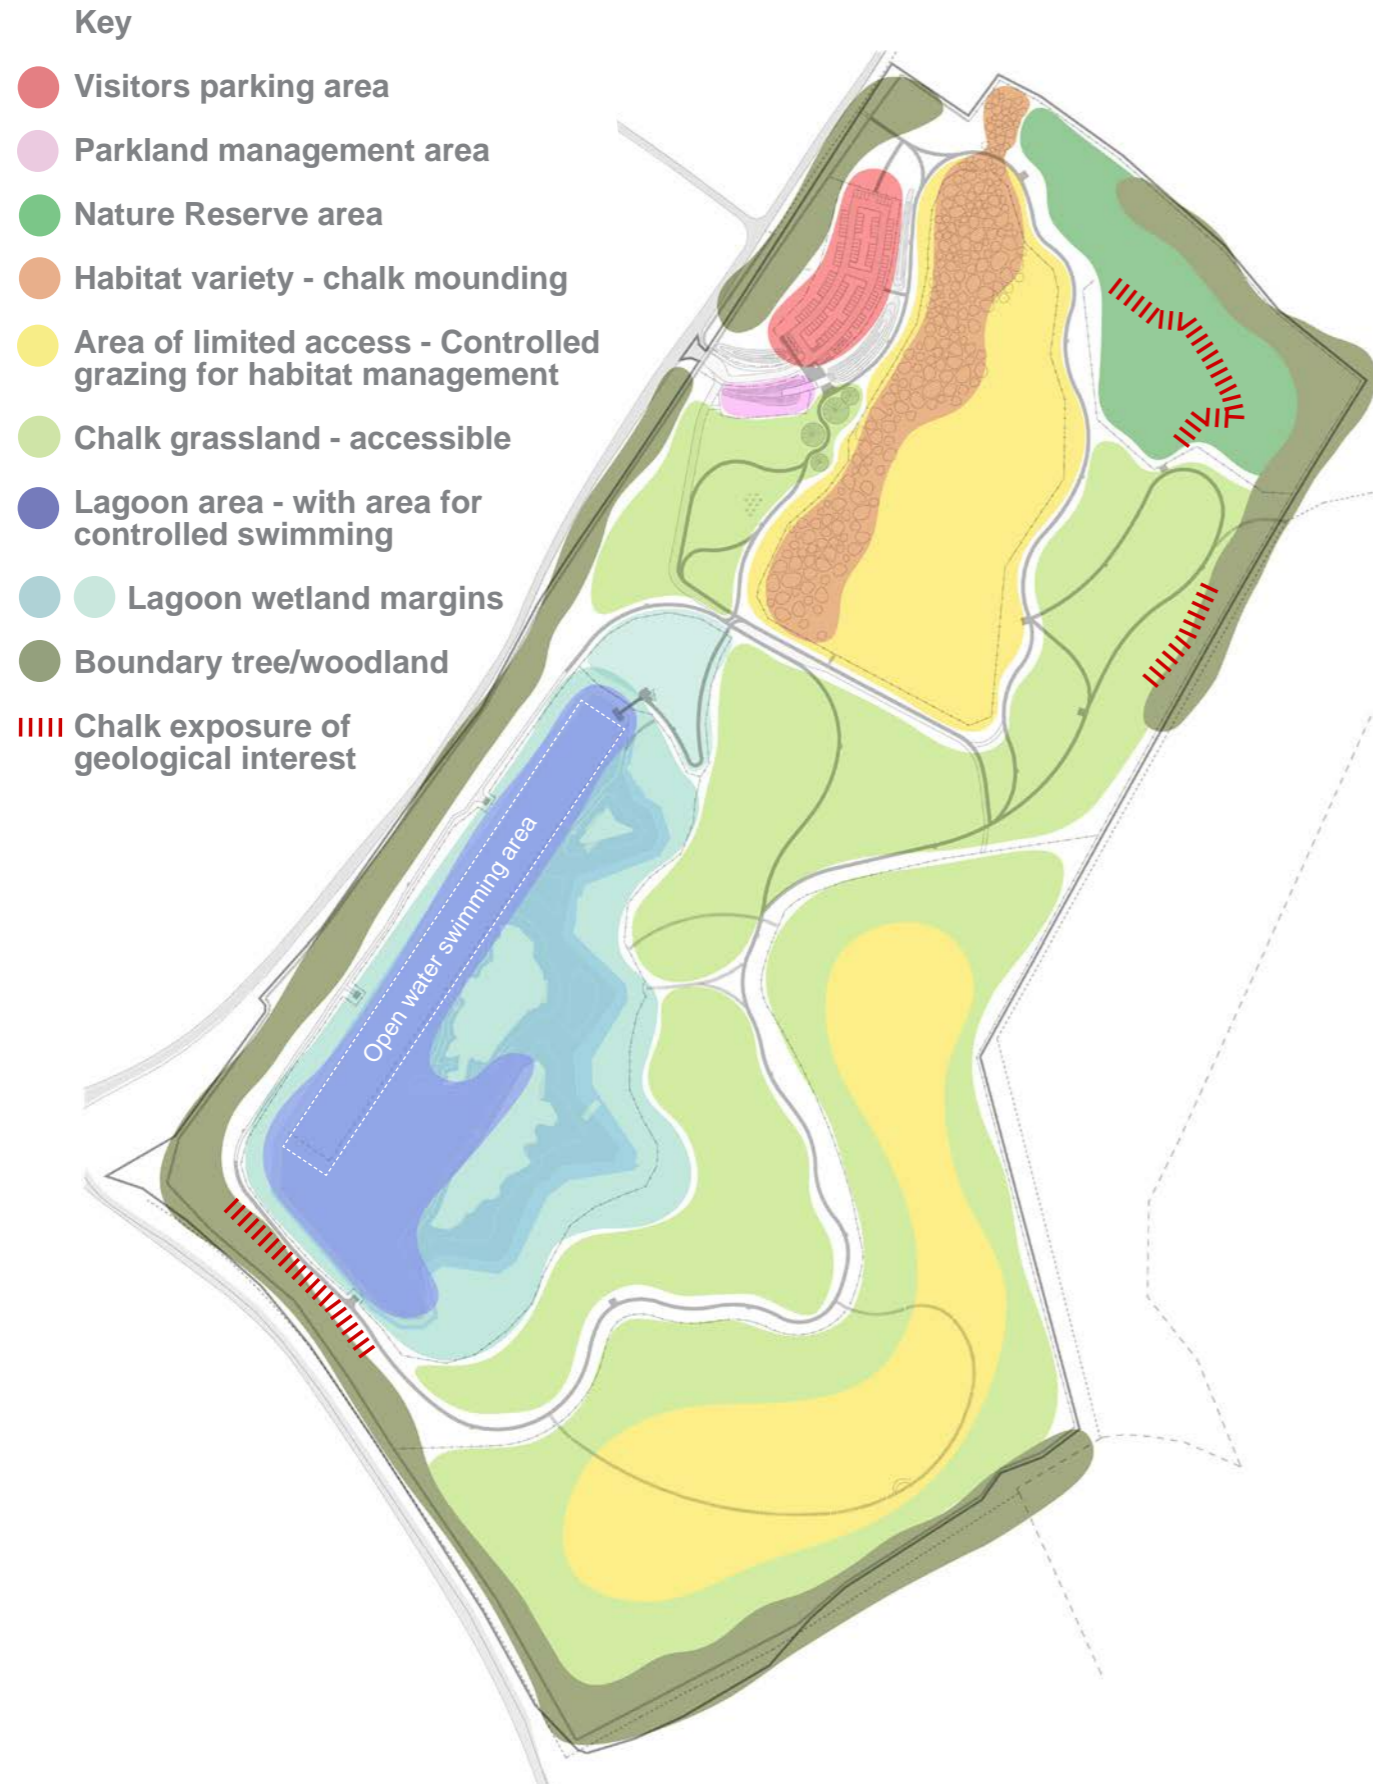 Key
Visitors parking area
Parkland management area
Nature Reserve area
Habitat variety - chalk mounding
Area of limited access - Controlled
grazing for habitat management
Chalk grassland - accessible
Lagoon area - with area for
controlled swimming
Lagoon wetland margins
Boundary tree/woodland
Chalk exposure of
geological interest
Open water swimming area